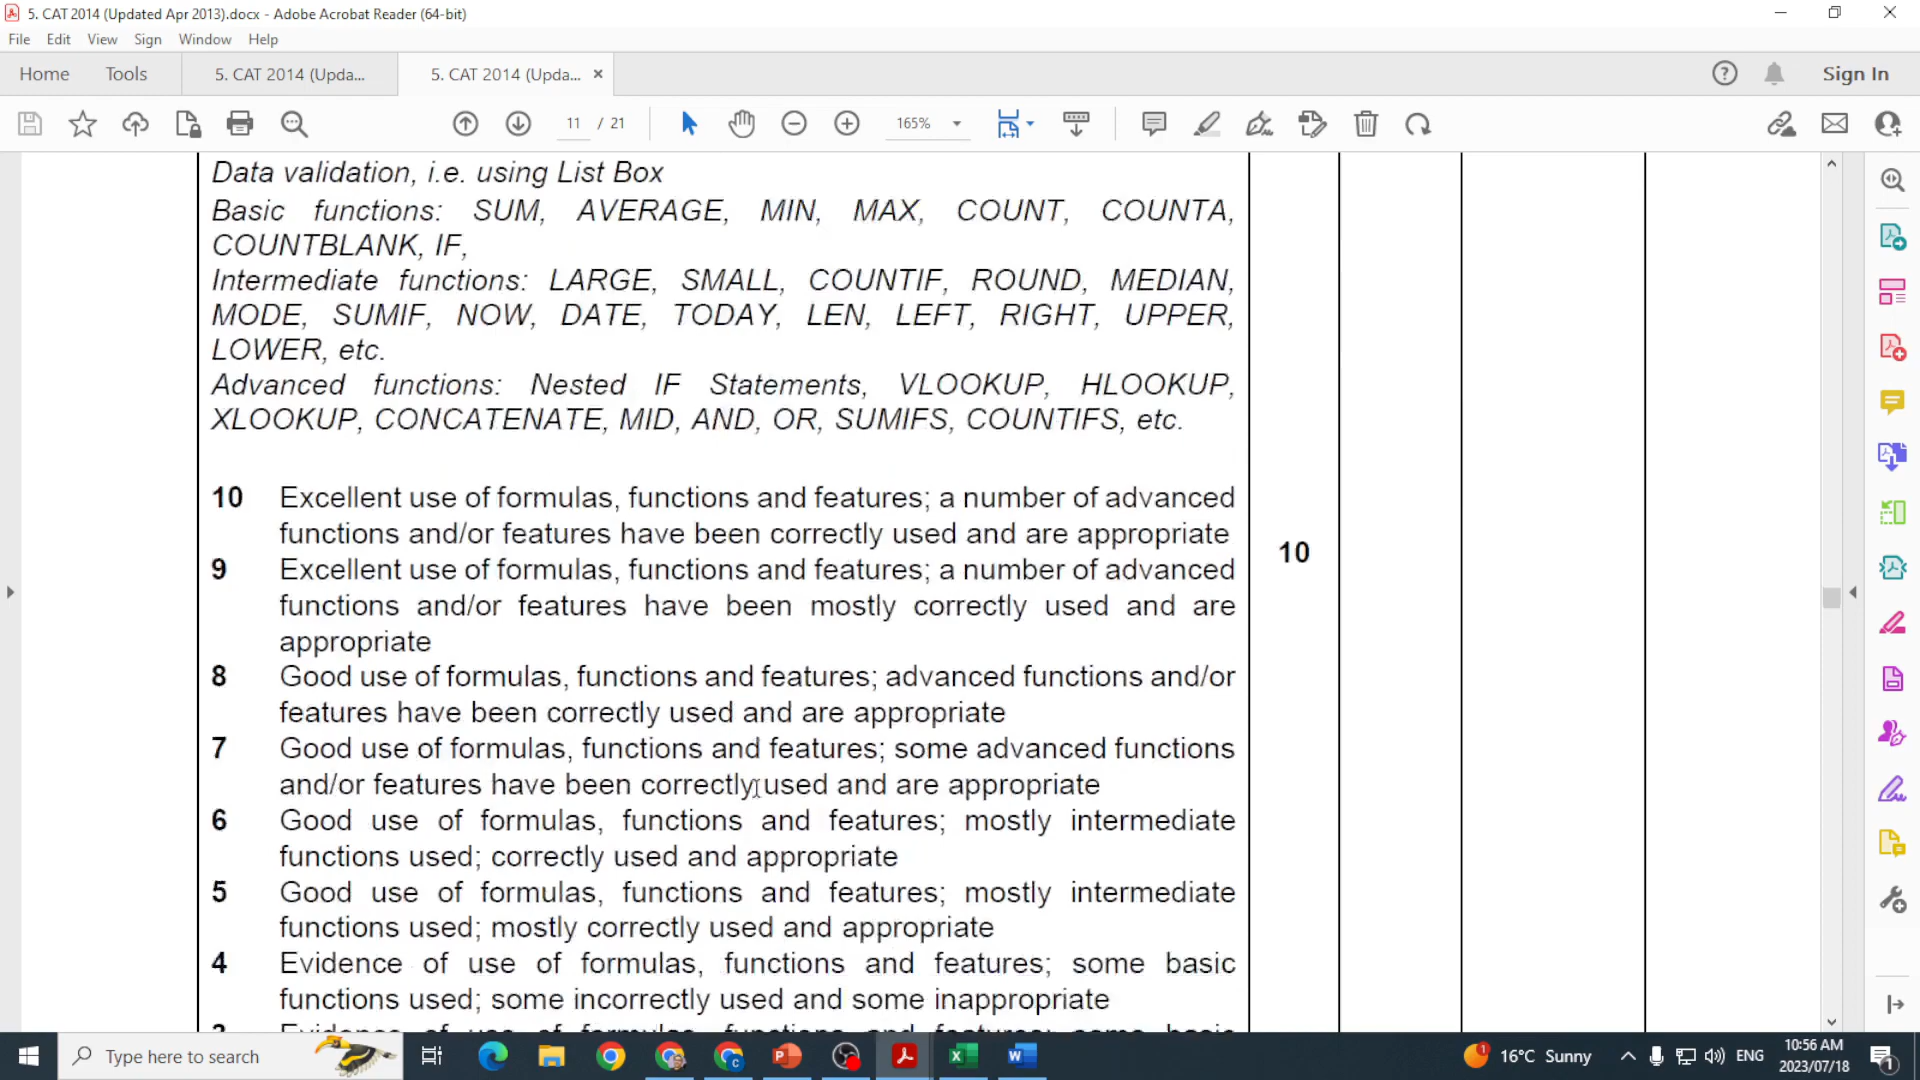 5. CAT 2014 (Updated Apr 2013).docx - Adobe Acrobat Reader (64-bit)
File Edit View Sign Window Help
Home Tools 5. CAT 2014 (Upda... 5. CAT 2014 (Upda... × Sign In
11 / 21 165%
Data validation, i.e. using List Box
Basic functions: SUM, AVERAGE, MIN, MAX, COUNT, COUNTA,
COUNTBLANK, IF,
Intermediate functions: LARGE, SMALL, COUNTIF, ROUND, MEDIAN,
MODE, SUMIF, NOW, DATE, TODAY, LEN, LEFT, RIGHT, UPPER,
LOWER, etc.
Advanced functions: Nested IF Statements, VLOOKUP, HLOOKUP,
XLOOKUP, CONCATENATE, MID, AND, OR, SUMIFS, COUNTIFS, etc.
10 Excellent use of formulas, functions and features; a number of advanced
functions and/or features have been correctly used and are appropriate
10
9 Excellent use of formulas, functions and features; a number of advanced
functions and/or features have been mostly correctly used and are
appropriate
8 Good use of formulas, functions and features; advanced functions and/or
features have been correctly used and are appropriate
7 Good use of formulas, functions and features; some advanced functions
and/or features have been correctly used and are appropriate
6 Good use of formulas, functions and features; mostly intermediate
functions used; correctly used and appropriate
5 Good use of formulas, functions and features; mostly intermediate
functions used; mostly correctly used and appropriate
4 Evidence of use of formulas, functions and features; some basic
functions used; some incorrectly used and some inappropriate
3 Evidence of use of formulas, functions and features; some basic
Type here to search
16°C Sunny
ENG
10:56 AM
2023/07/18